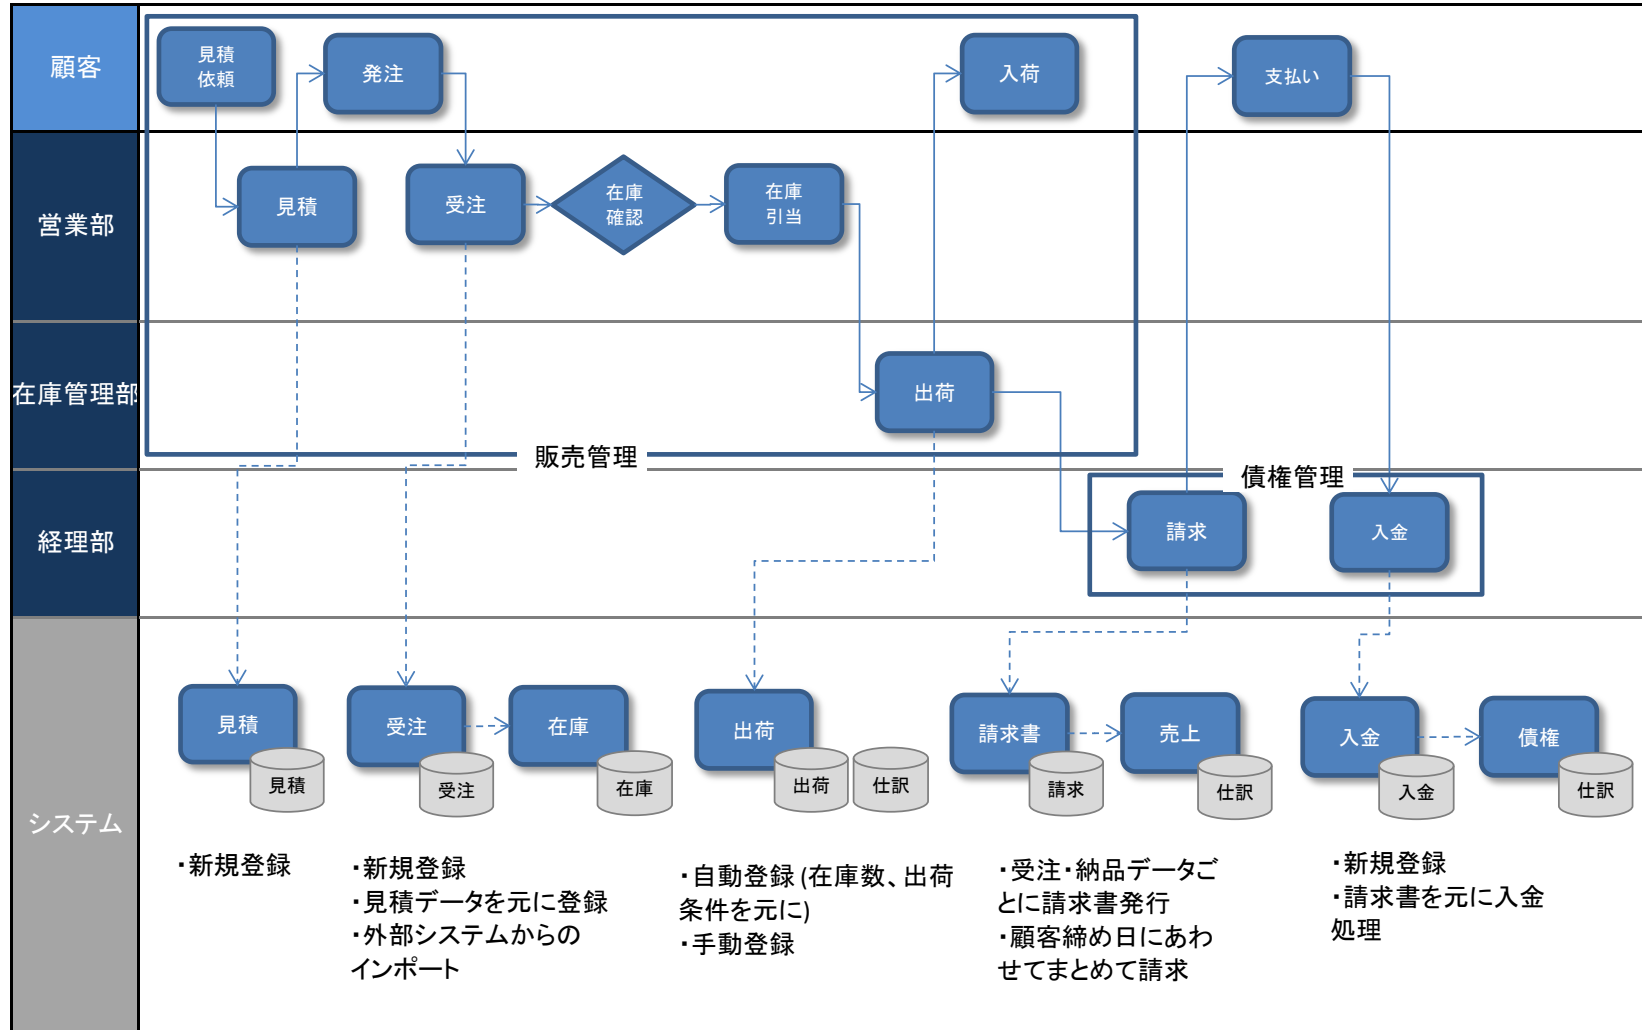 顧客
見積
依頼
発注
入荷
支払い
営業部
見積
受注
在庫
確認
在庫
引当
在庫管理部
出荷
販売管理
債権管理
経理部
請求
入金
システム
見積
見積
受注
受注
在庫
在庫
出荷
出荷
仕訳
請求書
請求
売上
仕訳
入金
入金
債権
仕訳
・新規登録
・新規登録
・見積データを元に登録
・外部システムからの
インポート
・自動登録(在庫数、出荷
条件を元に)
・手動登録
・受注・納品データご
とに請求書発行
・顧客締め日にあわ
せてまとめて請求
・新規登録
・請求書を元に入金
処理